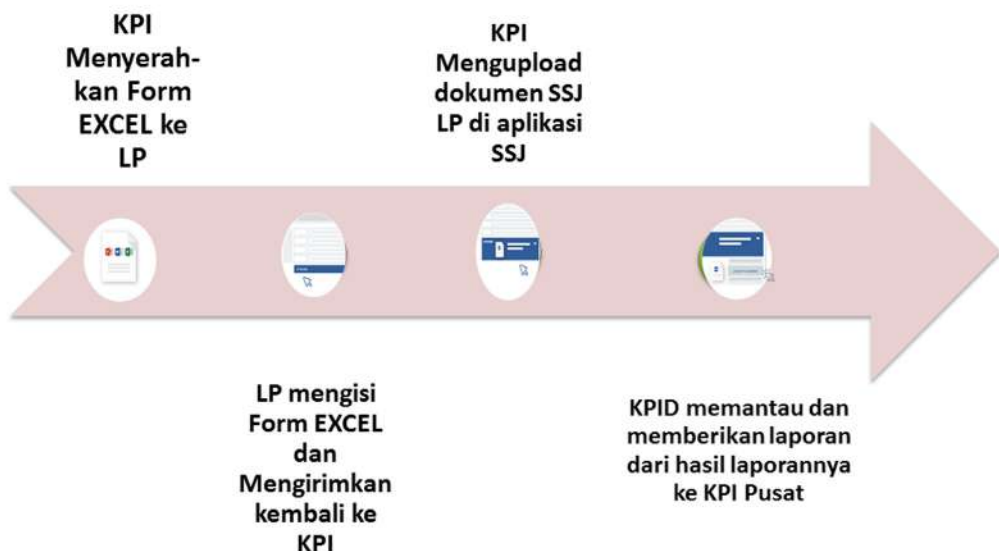 KPI
Menyerah-
kan Form
EXCEL ke
LP
LP mengisi
Form EXCEL
dan
Mengirimkan
kembali ke
KPI
KPI
Mengupload
dokumen SSJ
LP di aplikasi
SSJ
KPID memantau dan
memberikan laporan
dari hasil laporannya
ke KPI Pusat